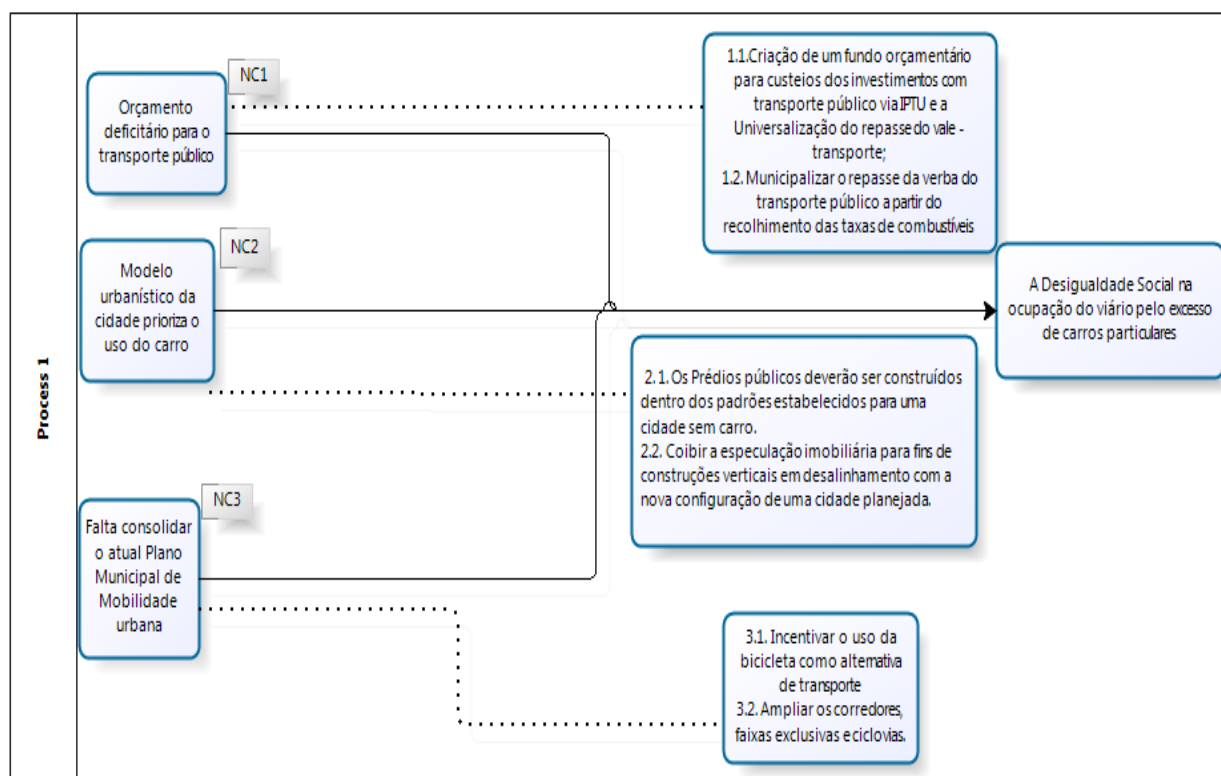 Process 1
NC1
Orçamento
deficitário para o
transporte público
1.1.Criação de um fundo orçamentário
para custeios dos investimentos com
transporte público via IPTU e a
Universalização do repasse do vale -
transporte;
1.2. Municipalizar o repasse da verba do
transporte público a partir do
recolhimento das taxas de combustíveis
NC2
Modelo
urbanístico da
cidade prioriza o
uso do carro
A Desigualdade Social na
ocupação do viário pelo excesso
de carros particulares
2.1. Os Prédios públicos deverão ser construídos
dentro dos padrões estabelecidos para uma
cidade sem carro.
2.2. Coibir a especulação imobiliária para fins de
construções verticais em desalinhamento com a
nova configuração de uma cidade planejada.
NC3
Falta consolidar
o atual Plano
Municipal de
Mobilidade
urbana
3.1. Incentivar o uso da
bicicleta como alternativa
de transporte
3.2. Ampliar os corredores,
faixas exclusivas e ciclovias.